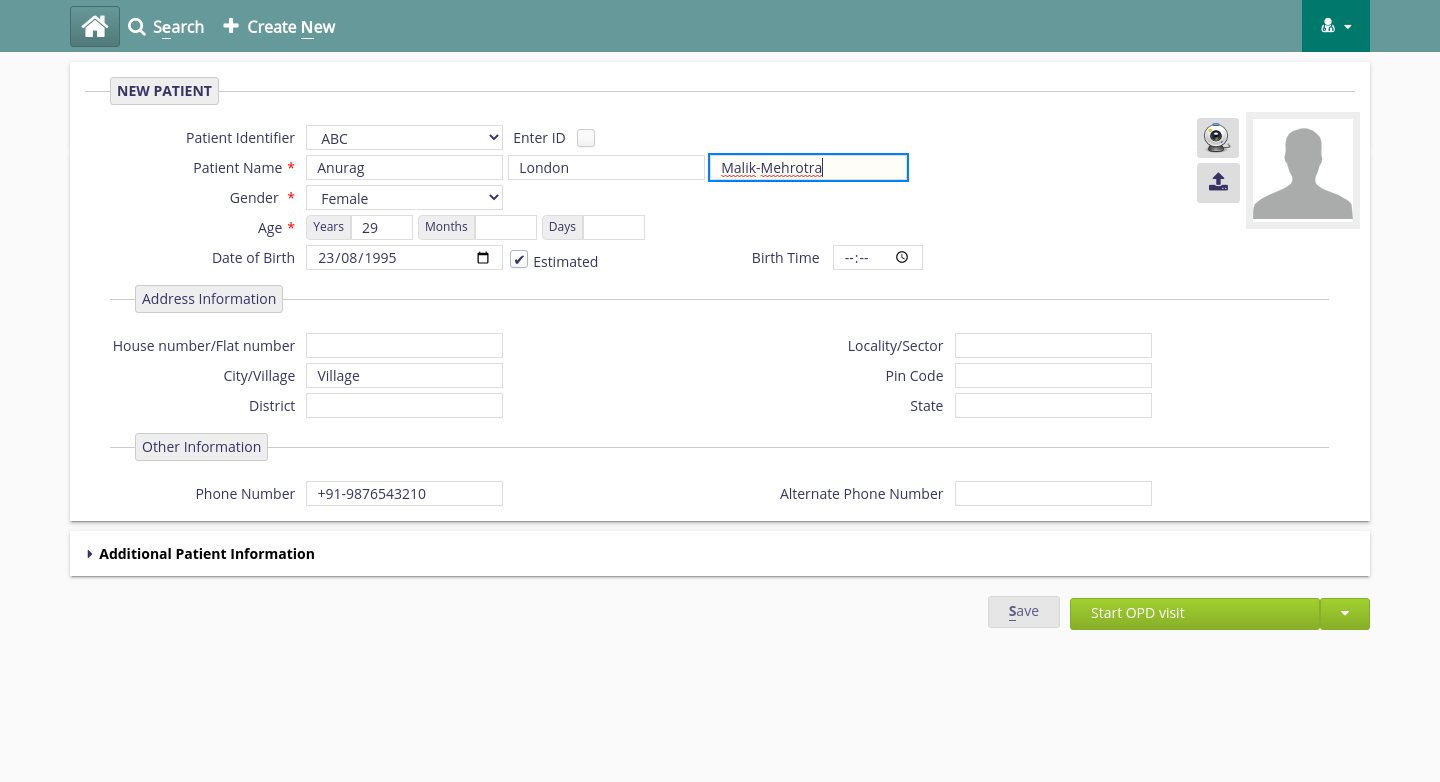 Search Create New
NEW PATIENT
Patient Identifier ABC Enter ID
Patient Name * Anurag London Malik-Mehrotra
Gender * Female
Age * Years 29 Months Days
Date of Birth 23/08/1995 Estimated Birth Time --:--
Address Information
House number/Flat number Locality/Sector
City/Village Village Pin Code
District State
Other Information
Phone Number +91-9876543210 Alternate Phone Number
Additional Patient Information
Save Start OPD visit